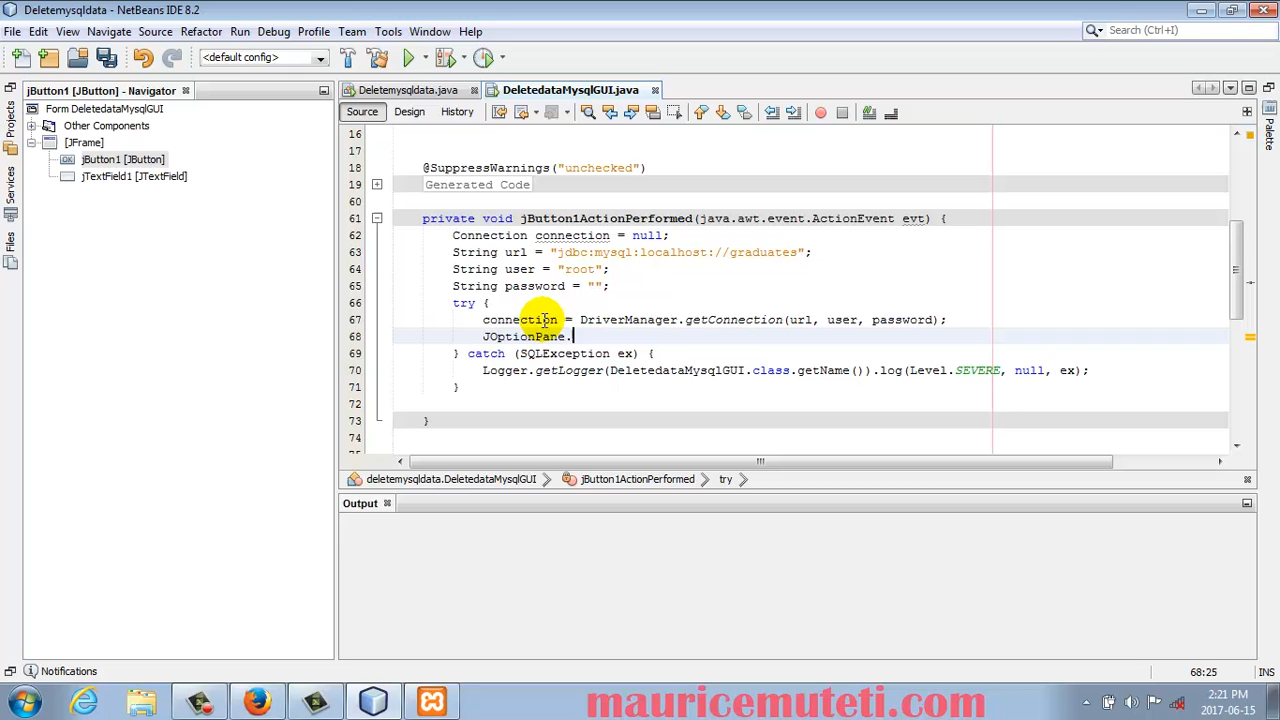 Deletemysqldata - NetBeans IDE 8.2
File Edit View Navigate Source Refactor Run Debug Profile Team Tools Window Help
Search (Ctrl+I)
<default config>
jButton1 [JButton] - Navigator
Form DeletedataMysqlGUI
Other Components
[JFrame]
jButton1 [JButton]
jTextField1 [JTextField]
Projects
Services
Files
Palette
Deletemysqldata.java
DeletedataMysqlGUI.java
Source Design History
16
17
18 @SuppressWarnings("unchecked")
19 Generated Code
60
61 private void jButton1ActionPerformed(java.awt.event.ActionEvent evt) {
62 Connection connection = null;
63 String url = "jdbc:mysql:localhost://graduates";
64 String user = "root";
65 String password = "";
66 try {
67 connection = DriverManager.getConnection(url, user, password);
68 JOptionPane.
69 } catch (SQLException ex) {
70 Logger.getLogger(DeletedataMysqlGUI.class.getName()).log(Level.SEVERE, null, ex);
71 }
72
73 }
74
deletemysqldata.DeletedataMysqlGUI
jButton1ActionPerformed
try
Output
Notifications
68:25
mauricemuteti.com
2:21 PM
2017-06-15